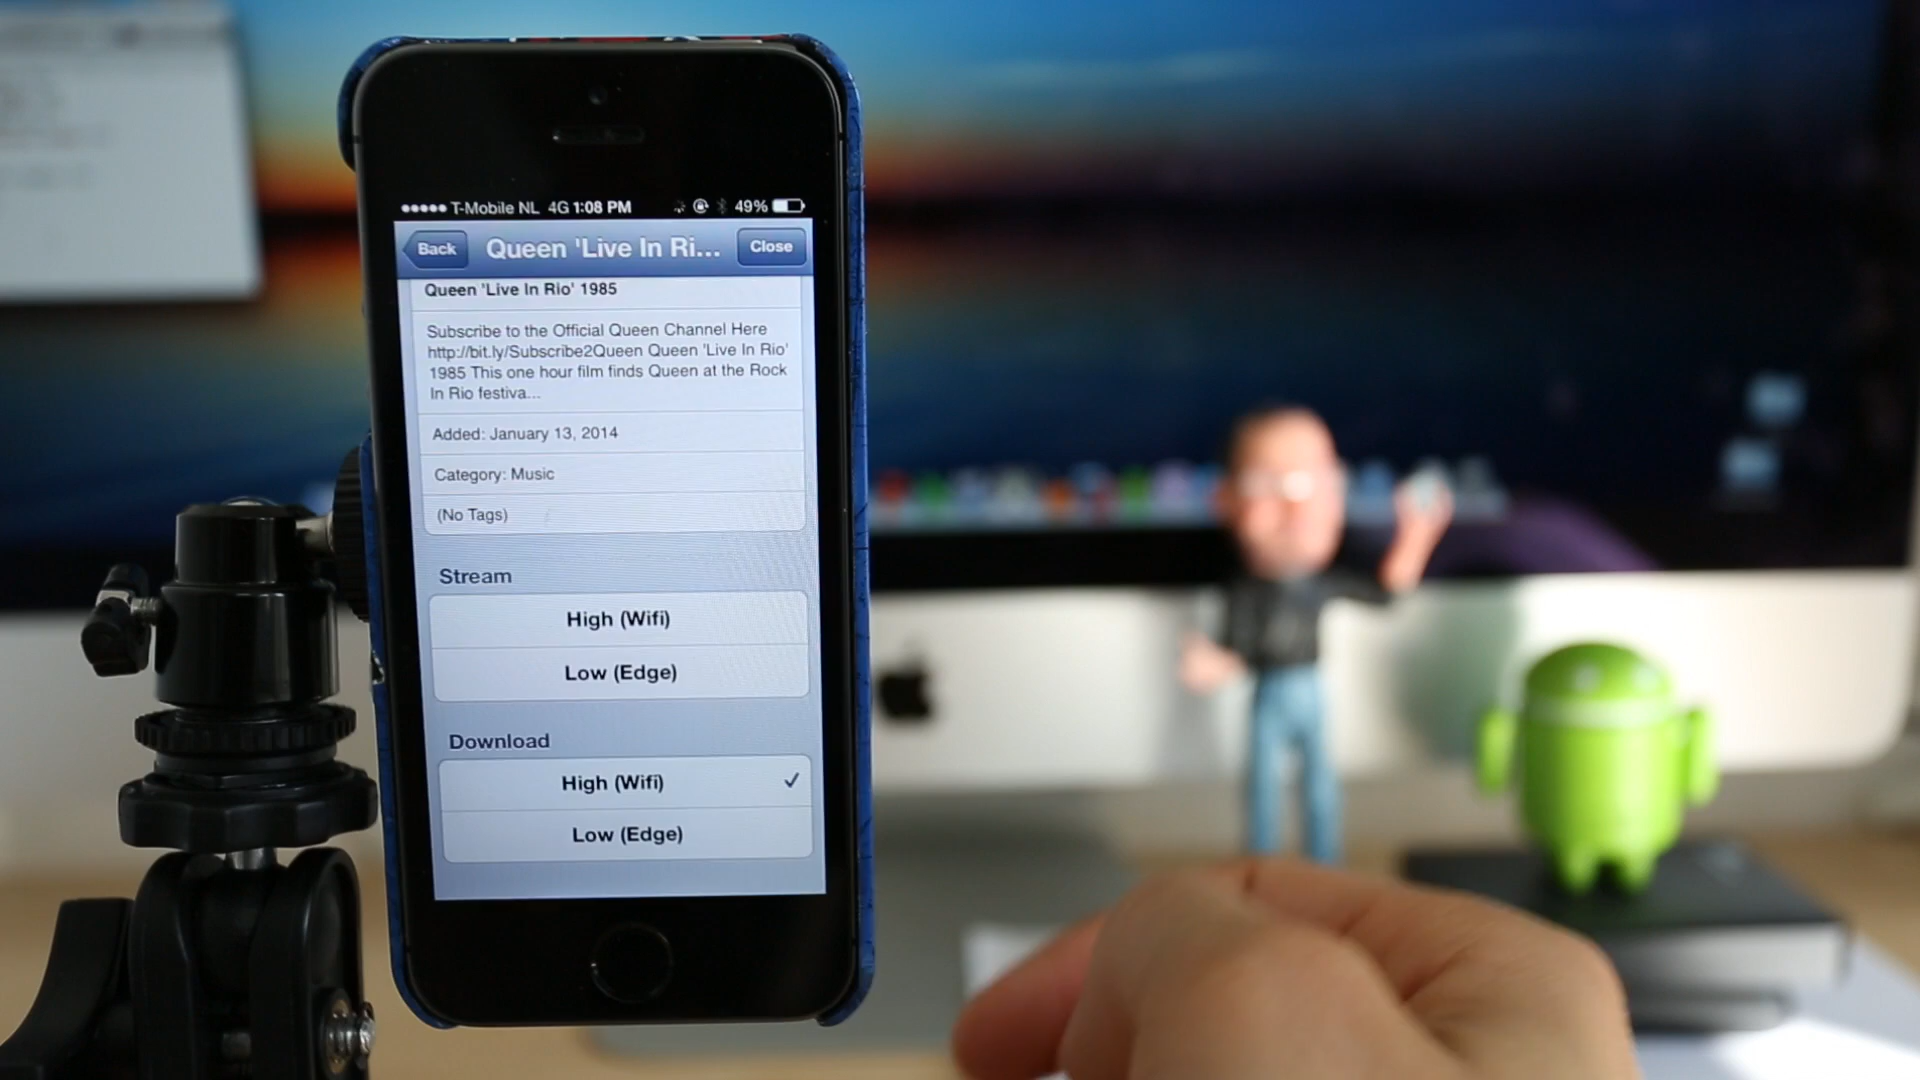 T-Mobile NL 4G 1:08 PM 49%
Back Queen 'Live In Ri... Close
Queen 'Live In Rio' 1985
Subscribe to the Official Queen Channel Here
http://bit.ly/Subscribe2Queen Queen 'Live In Rio'
1985 This one hour film finds Queen at the Rock
In Rio festiva...
Added: January 13, 2014
Category: Music
(No Tags)
Stream
High (Wifi)
Low (Edge)
Download
High (Wifi)
Low (Edge)